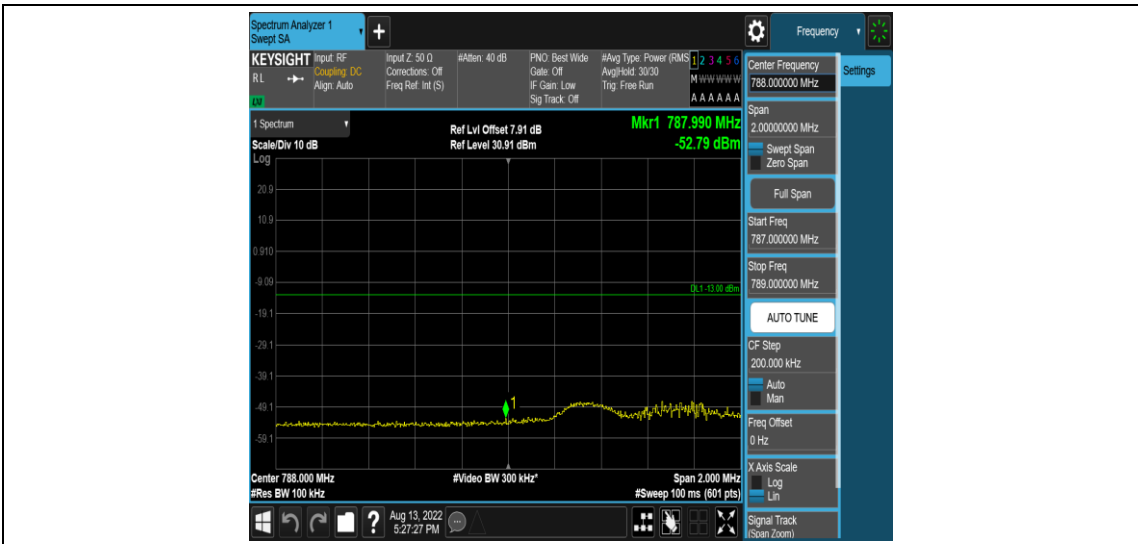 Spectrum Analyzer 1
Swept SA
+
Frequency
KEYSIGHT
RL
LXI
Input: RF
Coupling: DC
Align: Auto
Input Z: 50 Ω
Corrections: Off
Freq Ref: Int (S)
#Atten: 40 dB
PNO: Best Wide
Gate: Off
IF Gain: Low
Sig Track: Off
#Avg Type: Power (RMS
Avg|Hold: 30/30
Trig: Free Run
1 2 3 4 5 6
M W W W W W
A A A A A A
1 Spectrum
Scale/Div 10 dB
Ref Lvl Offset 7.91 dB
Ref Level 30.91 dBm
Mkr1 787.990 MHz
-52.79 dBm
Log
20.9
10.9
0.910
-9.09
-19.1
-29.1
-39.1
-49.1
-59.1
DL1 -13.00 dBm
1
Center 788.000 MHz
#Res BW 100 kHz
#Video BW 300 kHz*
Span 2.000 MHz
#Sweep 100 ms (601 pts)
?
Aug 13, 2022
5:27:27 PM
Center Frequency
788.000000 MHz
Settings
Span
2.00000000 MHz
Swept Span
Zero Span
Full Span
Start Freq
787.000000 MHz
Stop Freq
789.000000 MHz
AUTO TUNE
CF Step
200.000 kHz
Auto
Man
Freq Offset
0 Hz
X Axis Scale
Log
Lin
Signal Track
(Span Zoom)